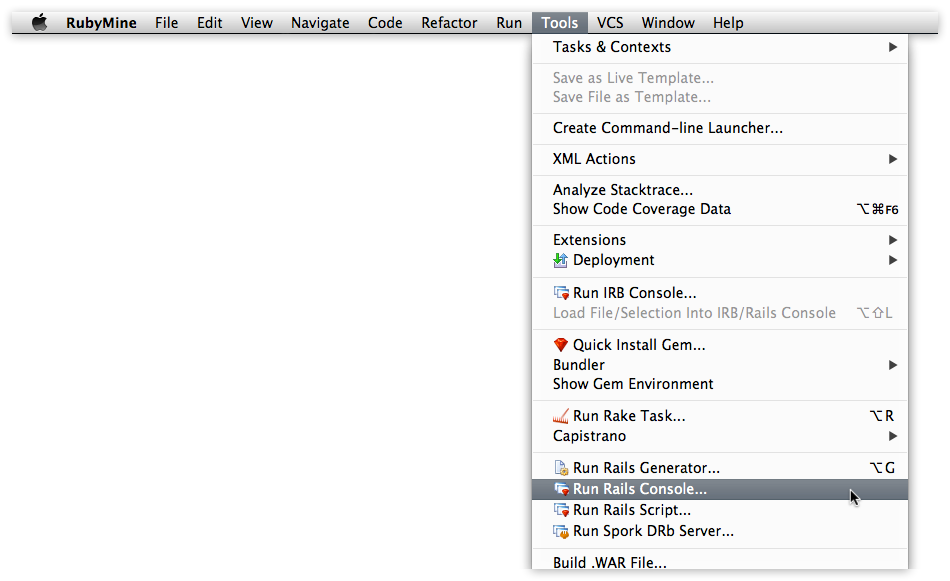 RubyMine File Edit View Navigate Code Refactor Run Tools VCS Window Help
Tasks & Contexts
Save as Live Template...
Save File as Template...
Create Command-line Launcher...
XML Actions
Analyze Stacktrace...
Show Code Coverage Data ⌥⌘F6
Extensions
Deployment
Run IRB Console...
Load File/Selection Into IRB/Rails Console ⌥⇧L
Quick Install Gem...
Bundler
Show Gem Environment
Run Rake Task... ⌥R
Capistrano
Run Rails Generator... ⌥G
Run Rails Console...
Run Rails Script...
Run Spork DRb Server...
Build .WAR File...